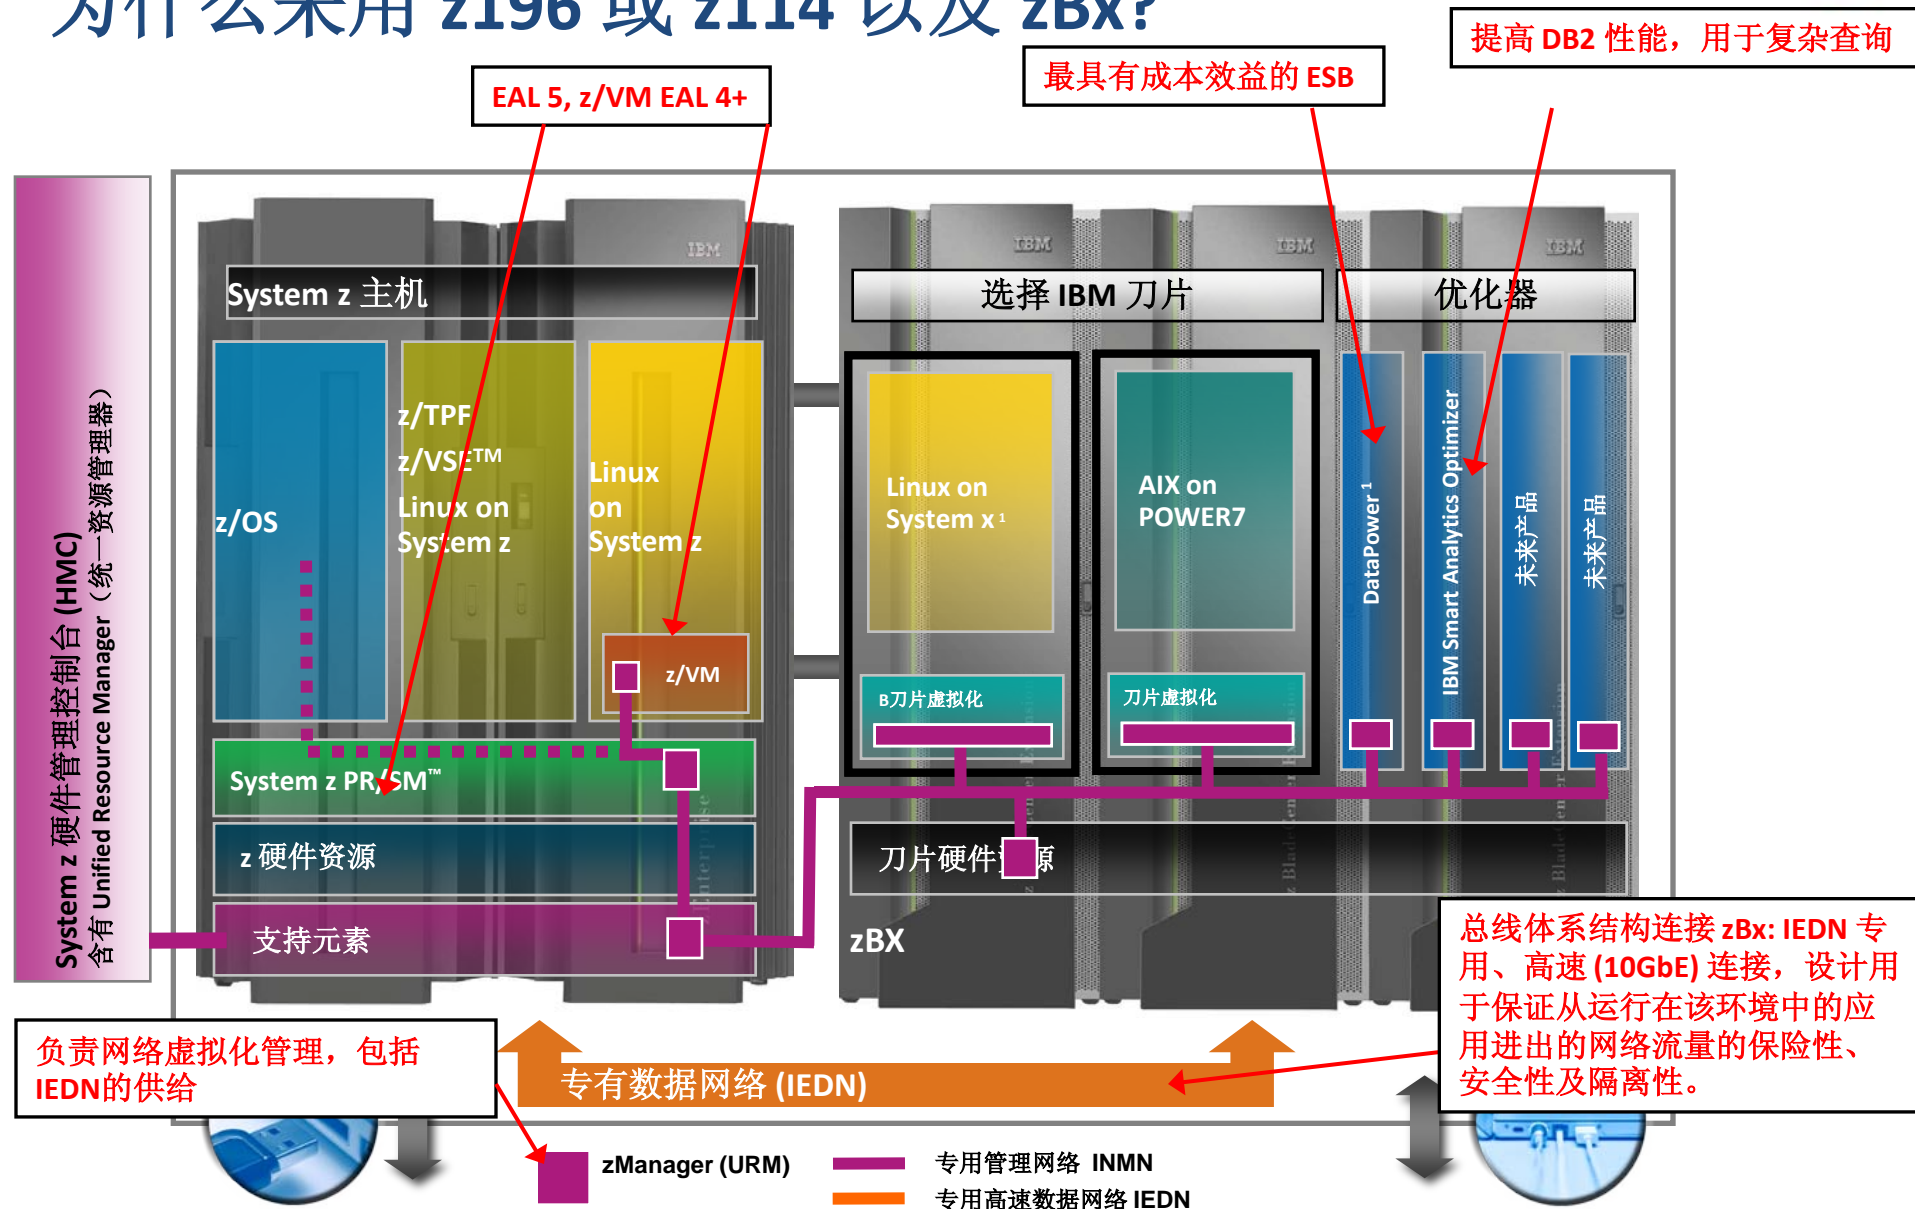 为什么采用 z196 或 z114 以及 zBx?
提高 DB2 性能，用于复杂查询
最具有成本效益的 ESB
EAL 5, z/VM EAL 4+
System z 硬件管理控制台 (HMC)
含有 Unified Resource Manager（统一资源管理器）
IBM
IBM
IBM
IBM
System z 主机
选择 IBM 刀片
优化器
z/OS
z/TPF
z/VSE™
Linux on
System z
Linux
on
System z
z/VM
Linux on
System x ¹
AIX on
POWER7
B刀片虚拟化
刀片虚拟化
DataPower ¹
IBM Smart Analytics Optimizer
未来产品
未来产品
System z PR/SM™
z 硬件资源
刀片硬件资源
支持元素
zBX
总线体系结构连接 zBx: IEDN 专
用、高速 (10GbE) 连接，设计用
于保证从运行在该环境中的应
用进出的网络流量的保险性、
安全性及隔离性。
负责网络虚拟化管理，包括
IEDN的供给
专有数据网络 (IEDN)
zManager (URM)
专用管理网络 INMN
专用高速数据网络 IEDN